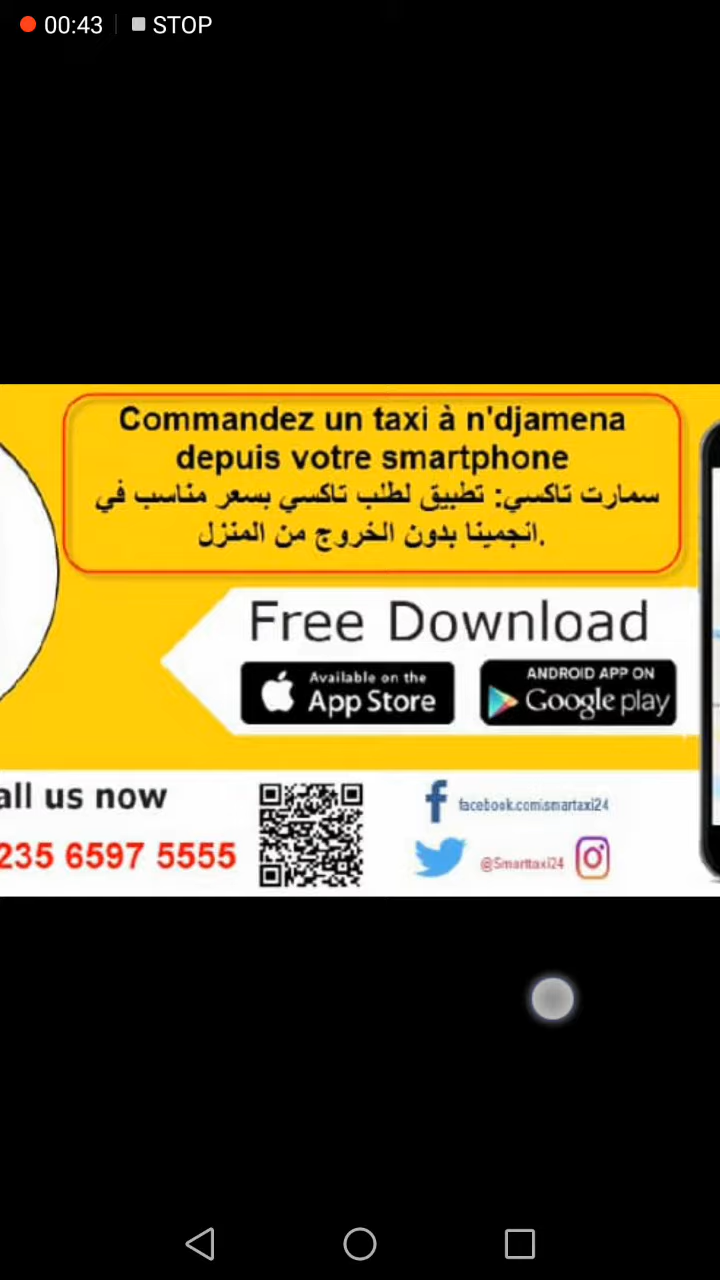 00:43 STOP
Commandez un taxi à n'djamena
depuis votre smartphone
سمارت تاكسي: تطبيق لطلب تاكسي بسعر مناسب في
انجمينا بدون الخروج من المنزل.
Free Download
Available on the
App Store
ANDROID APP ON
Google play
all us now
235 6597 5555
facebook.com\smartaxi24
@Smarttaxi24